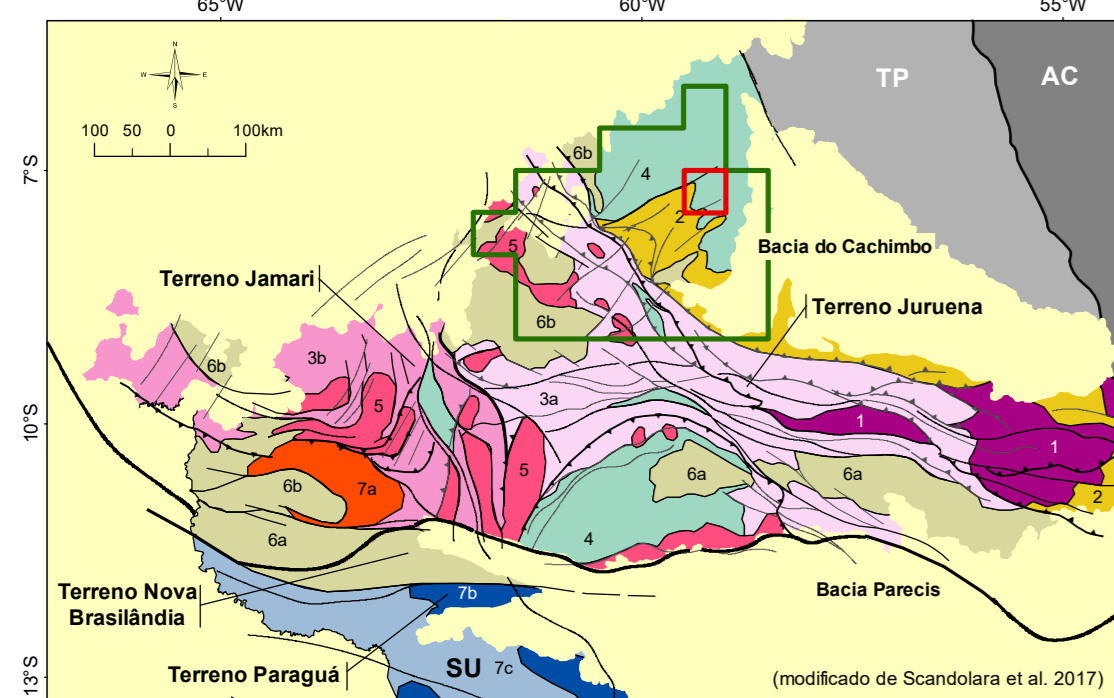 65°W
60°W
55°W
N
W
E
S
TP
AC
100 50 0 100km
7°S
6b
4
2
5
Bacia do Cachimbo
Terreno Jamari
Terreno Juruena
6b
6b
3b
3a
5
1
1
10°S
5
6a
6a
6b
7a
2
6a
4
Terreno Nova
Brasilândia
7b
Bacia Parecis
Terreno Paraguá
SU
7c
13°S
(modificado de Scandolara et al. 2017)